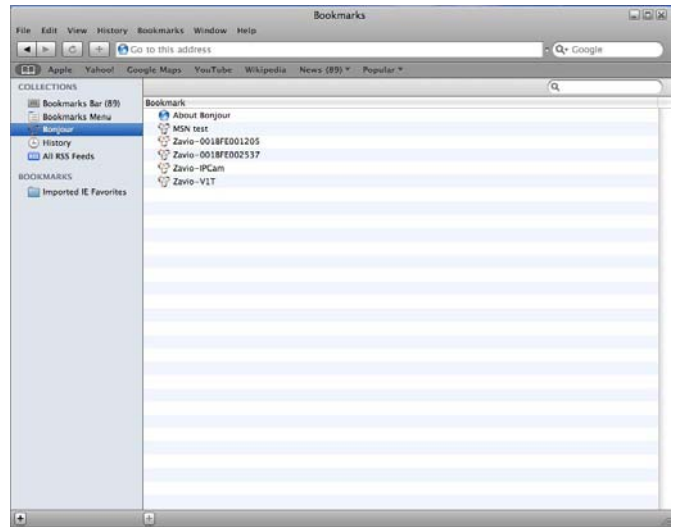 Bookmarks
File Edit View History Bookmarks Window Help
Go to this address
Google
Apple Yahoo! Google Maps YouTube Wikipedia News (89) Popular
COLLECTIONS
Bookmarks Bar (89)
Bookmarks Menu
Bonjour
History
All RSS Feeds
BOOKMARKS
Imported IE Favorites
Bookmark
About Bonjour
MSN test
Zavio-0018FE001205
Zavio-0018FE002537
Zavio-IPCam
Zavio-V1T